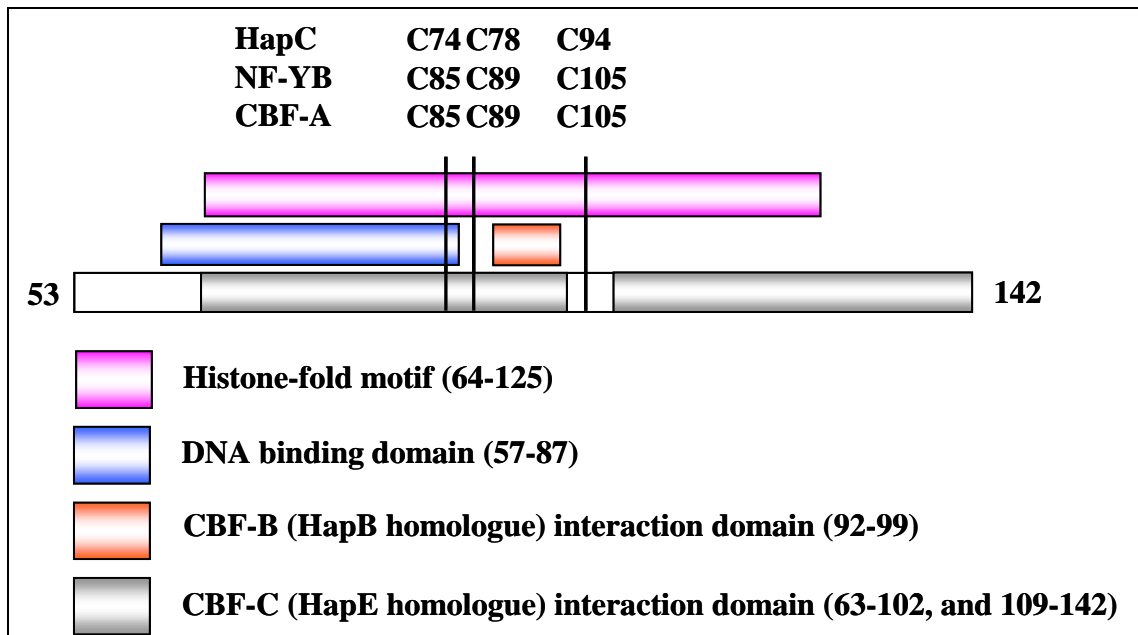 HapC C74 C78 C94
NF-YB C85 C89 C105
CBF-A C85 C89 C105
53 142
Histone-fold motif (64-125)
DNA binding domain (57-87)
CBF-B (HapB homologue) interaction domain (92-99)
CBF-C (HapE homologue) interaction domain (63-102, and 109-142)